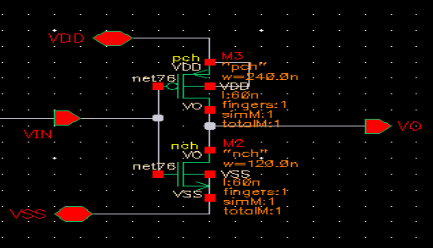 VDD
pch
M3
VDD
"pch"
net76
w=240.0n
VDD
l:60n
VO
fingers:1
simM:1
totalM:1
VIN
VO
nch
M2
VO
"nch"
net76
w=120.0n
VSS
l:60n
fingers:1
VSS
simM:1
VSS
totalM:1